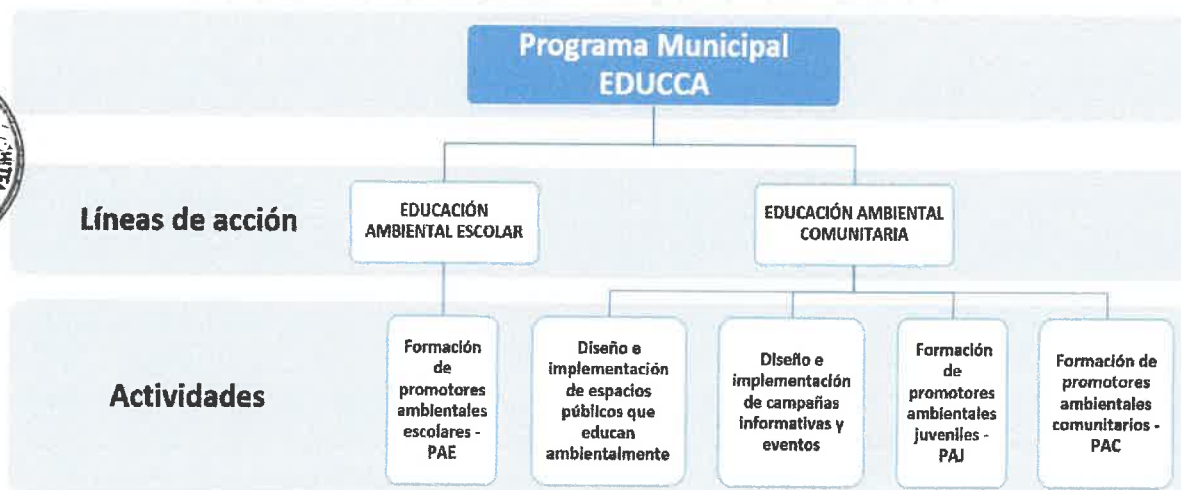 Programa Municipal
EDUCCA
Líneas de acción
EDUCACIÓN
AMBIENTAL ESCOLAR
EDUCACIÓN AMBIENTAL
COMUNITARIA
Actividades
Formación
de
promotores
ambientales
escolares -
PAE
Diseño e
implementación
de espacios
públicos que
educan
ambientalmente
Diseño e
implementación
de campañas
informativas y
eventos
Formación
de
promotores
ambientales
juveniles -
PAJ
Formación de
promotores
ambientales
comunitarios -
PAC